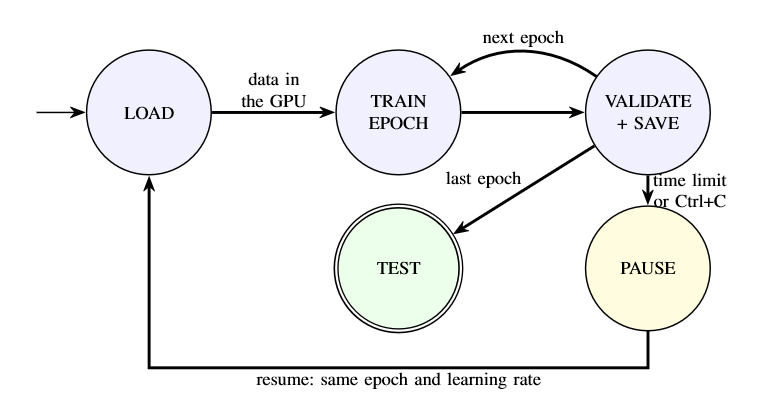 next epoch
data in
the GPU
LOAD
TRAIN
EPOCH
VALIDATE
+ SAVE
last epoch
time limit
or Ctrl+C
TEST
PAUSE
resume: same epoch and learning rate